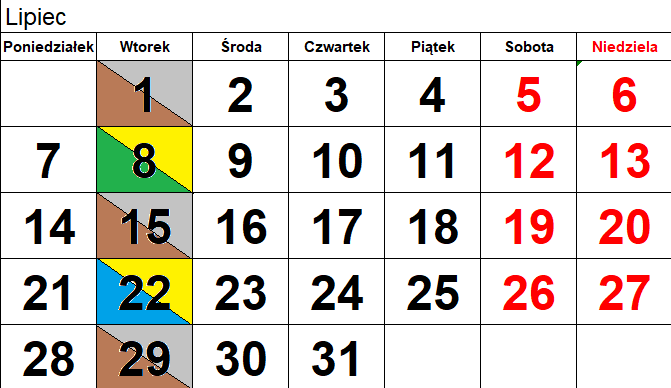 Lipiec
Poniedziałek Wtorek Środa Czwartek Piątek Sobota Niedziela
1 2 3 4 5 6
7 8 9 10 11 12 13
14 15 16 17 18 19 20
21 22 23 24 25 26 27
28 29 30 31